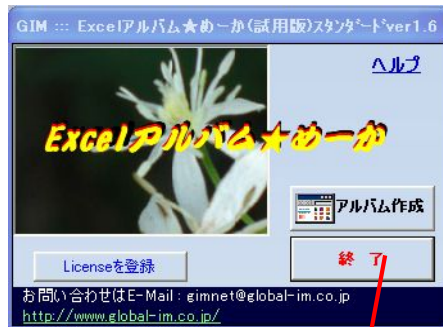 GIM ::: Excelアルバム★めーか(試用版)スタンダードver1.6
ヘルプ
Excelアルバム★めーか
アルバム作成
Licenseを登録
終 了
お問い合わせはE-Mail : gimnet@global-im.co.jp
http://www.global-im.co.jp/